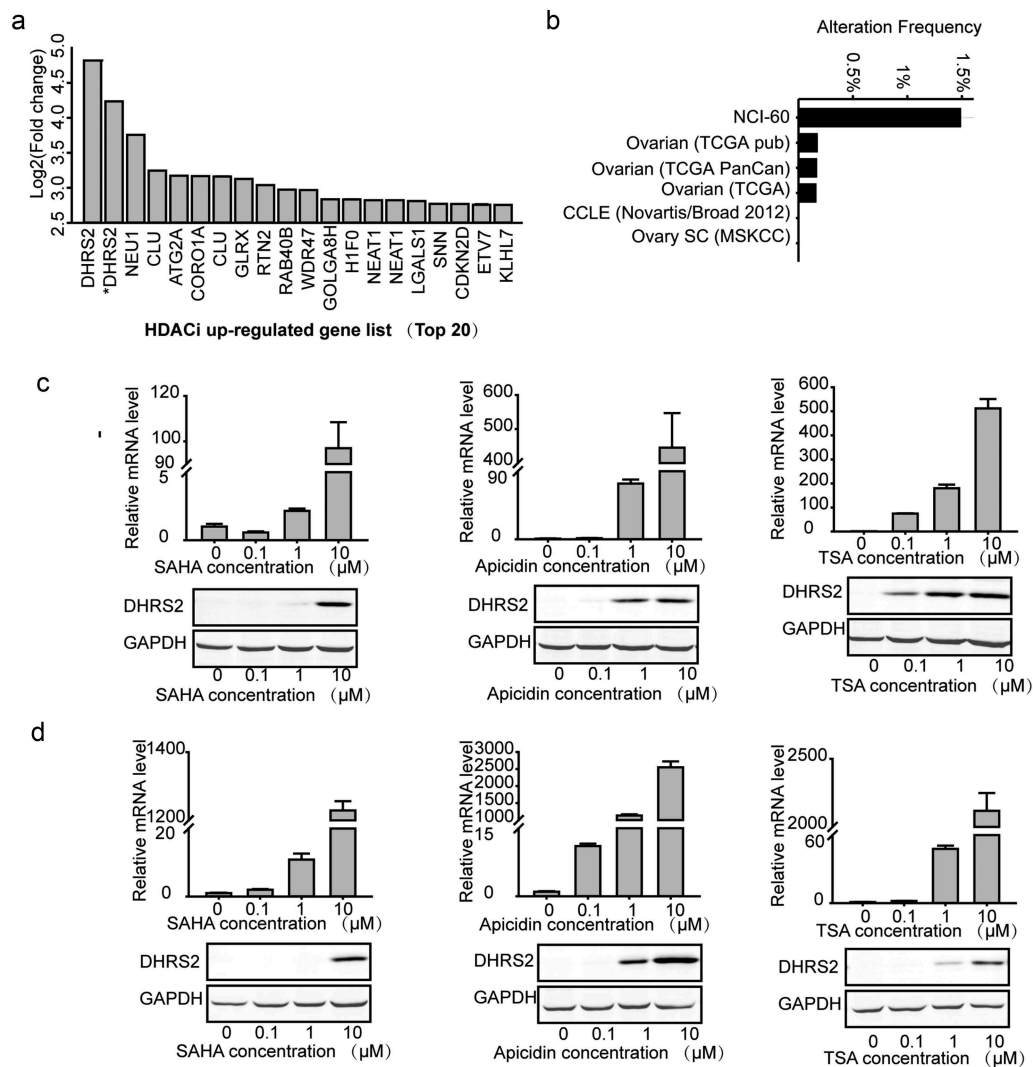 a
Log2(Fold change)
5.0
4.5
4.0
3.5
3.0
2.5
DHRS2
*DHRS2
NEU1
CLU
ATG2A
CORO1A
CLU
GLRX
RTN2
RAB40B
WDR47
GOLGA8H
H1F0
NEAT1
NEAT1
LGALS1
SNN
CDKN2D
ETV7
KLHL7
HDACi up-regulated gene list （Top 20）
b
Alteration Frequency
0.5%
1%
1.5%
NCI-60
Ovarian (TCGA pub)
Ovarian (TCGA PanCan)
Ovarian (TCGA)
CCLE (Novartis/Broad 2012)
Ovary SC (MSKCC)
c
Relative mRNA level
120
100
90
5
0
0 0.1 1 10
SAHA concentration （μM）
DHRS2
GAPDH
0 0.1 1 10
SAHA concentration （μM）
Relative mRNA level
600
500
400
90
0
0 0.1 1 10
Apicidin concentration （μM）
DHRS2
GAPDH
0 0.1 1 10
Apicidin concentration （μM）
Relative mRNA level
600
500
400
300
200
100
0
0 0.1 1 10
TSA concentration （μM）
DHRS2
GAPDH
0 0.1 1 10
TSA concentration （μM）
d
Relative mRNA level
1400
1200
20
0
0 0.1 1 10
SAHA concentration （μM）
DHRS2
GAPDH
0 0.1 1 10
SAHA concentration （μM）
Relative mRNA level
3000
2500
2000
1500
1000
15
0
0 0.1 1 10
Apicidin concentration （μM）
DHRS2
GAPDH
0 0.1 1 10
Apicidin concentration （μM）
Relative mRNA level
2500
2000
60
0
0 0.1 1 10
TSA concentration （μM）
DHRS2
GAPDH
0 0.1 1 10
TSA concentration （μM）